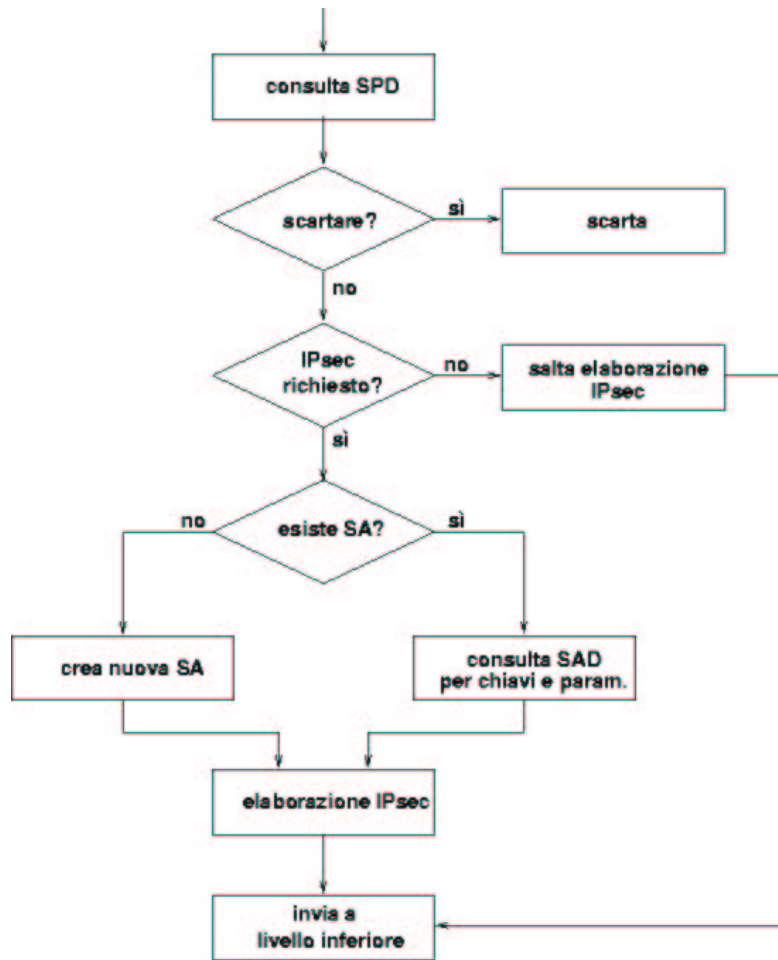 consulta SPD
scartare?
sì
scarta
no
IPsec
richiesto?
no
salta elaborazione
IPsec
sì
no
esiste SA?
sì
crea nuova SA
consulta SAD
per chiavi e param.
elaborazione IPsec
invia a
livello inferiore